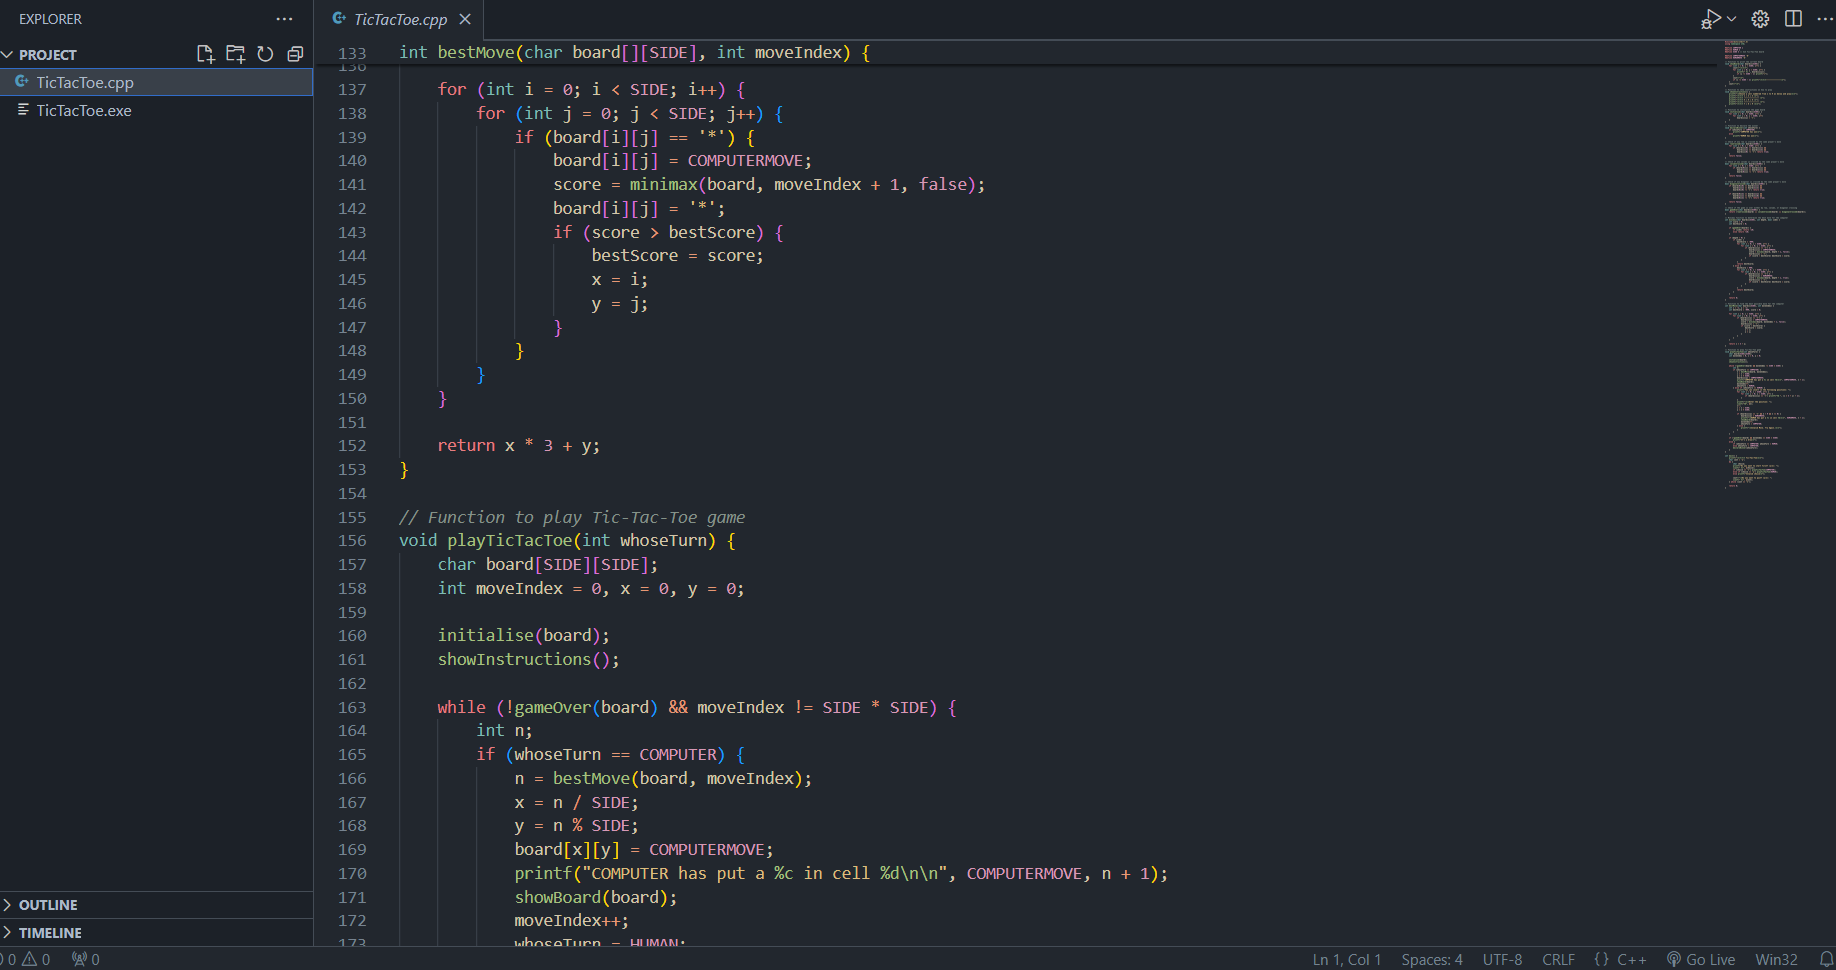 EXPLORER
TicTacToe.cpp
PROJECT
TicTacToe.cpp
TicTacToe.exe
133 int bestMove(char board[][SIDE], int moveIndex) {
136
137 for (int i = 0; i < SIDE; i++) {
138 for (int j = 0; j < SIDE; j++) {
139 if (board[i][j] == '*') {
140 board[i][j] = COMPUTERMOVE;
141 score = minimax(board, moveIndex + 1, false);
142 board[i][j] = '*';
143 if (score > bestScore) {
144 bestScore = score;
145 x = i;
146 y = j;
147 }
148 }
149 }
150 }
151
152 return x * 3 + y;
153 }
154
155 // Function to play Tic-Tac-Toe game
156 void playTicTacToe(int whoseTurn) {
157 char board[SIDE][SIDE];
158 int moveIndex = 0, x = 0, y = 0;
159
160 initialise(board);
161 showInstructions();
162
163 while (!gameOver(board) && moveIndex != SIDE * SIDE) {
164 int n;
165 if (whoseTurn == COMPUTER) {
166 n = bestMove(board, moveIndex);
167 x = n / SIDE;
168 y = n % SIDE;
169 board[x][y] = COMPUTERMOVE;
170 printf("COMPUTER has put a %c in cell %d\n\n", COMPUTERMOVE, n + 1);
171 showBoard(board);
172 moveIndex++;
173 whoseTurn = HUMAN;
OUTLINE
TIMELINE
0 0 0
Ln 1, Col 1 Spaces: 4 UTF-8 CRLF {} C++ Go Live Win32